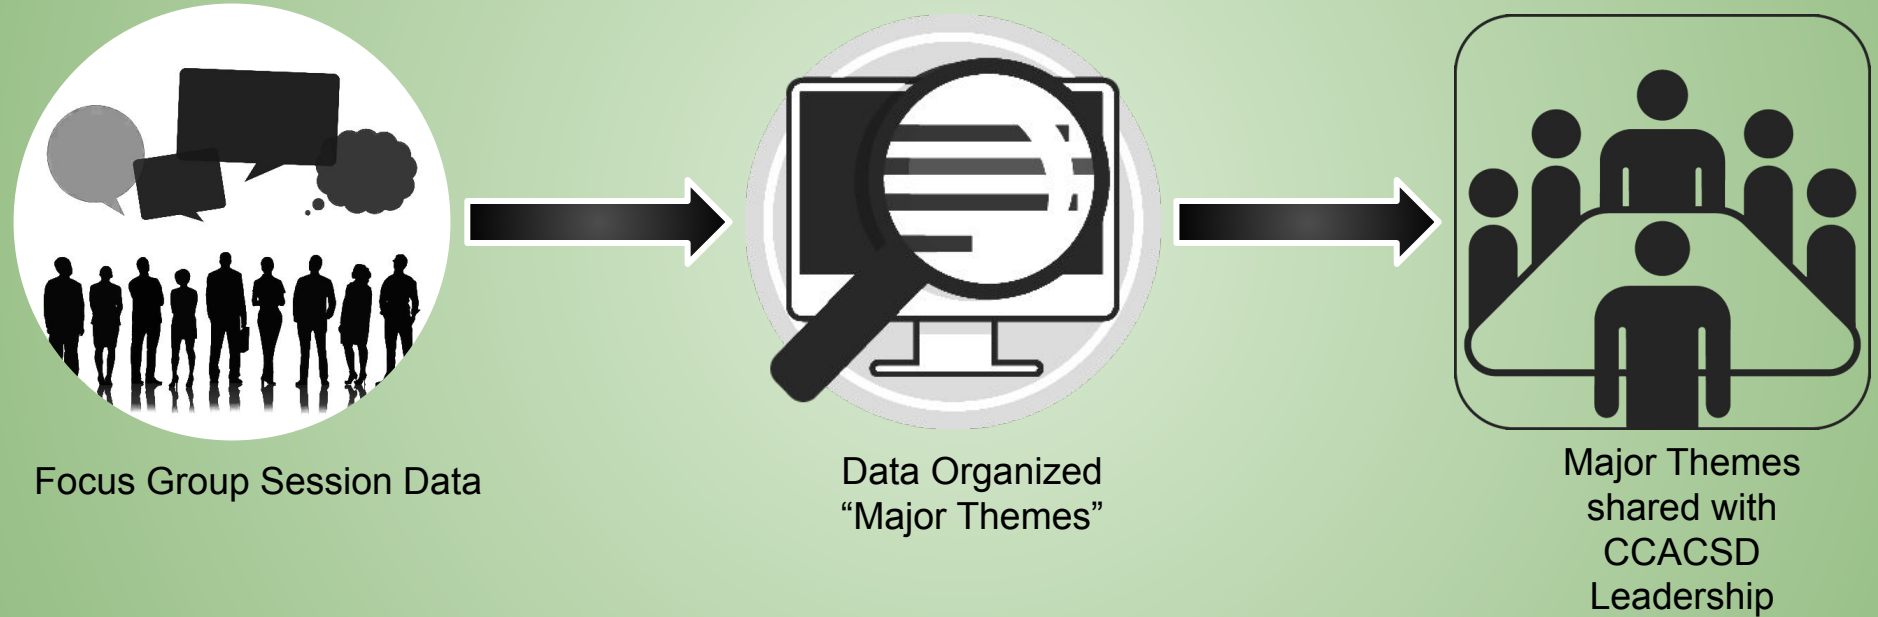 Focus Group Session Data
Data Organized
“Major Themes”
Major Themes
shared with
CCACSD
Leadership